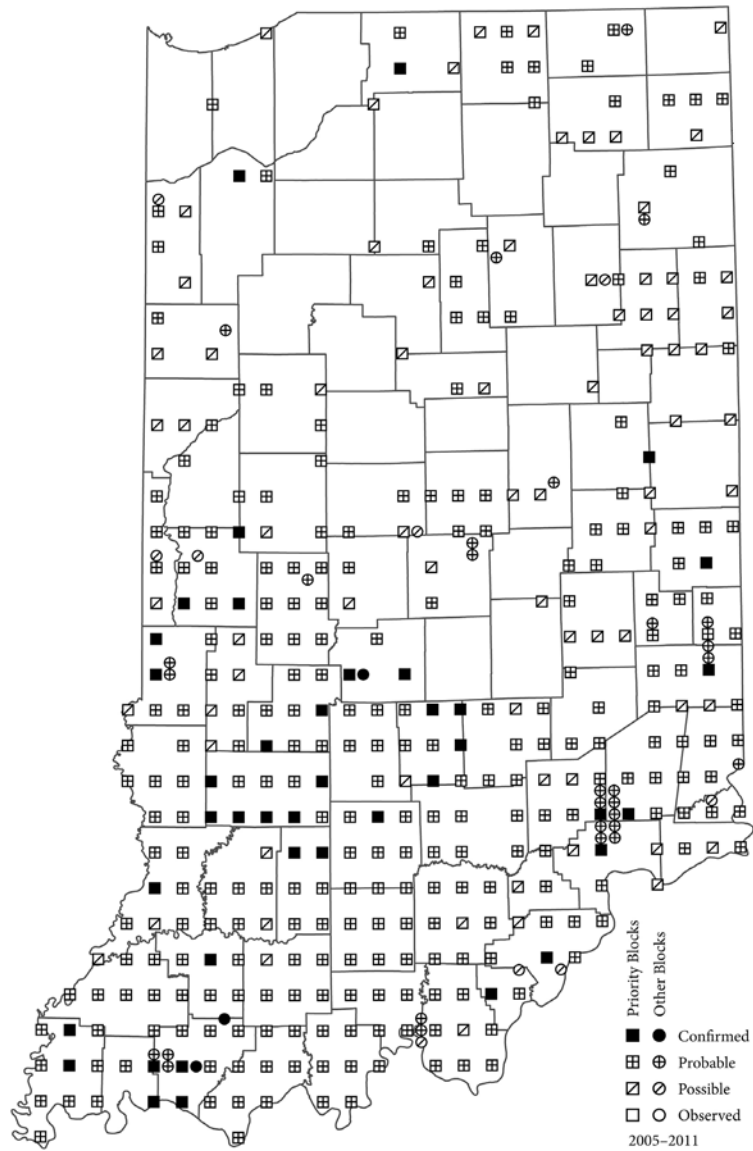 Priority Blocks
Other Blocks
Confirmed
Probable
Possible
Observed
2005–2011